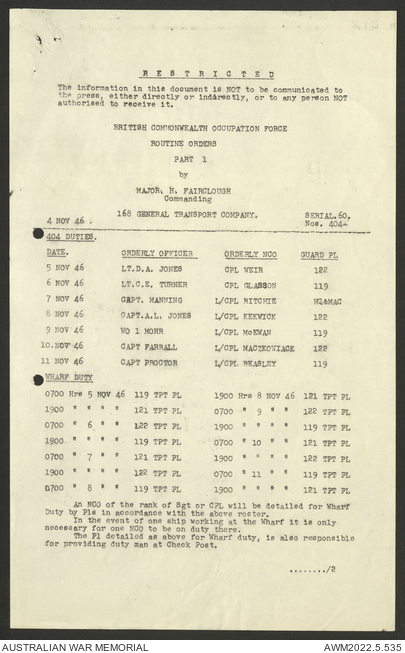 R E S T R I C T E D
The information in this document is NOT to be communicated to
the press, either directly or indirectly, or to any person NOT
authorised to receive it.
BRITISH COMMONWEALTH OCCUPATION FORCE
ROUTINE ORDERS
PART 1
by
MAJOR. H. FAIRCLOUGH
Commanding
168 GENERAL TRANSPORT COMPANY.
4 NOV 46 .
SERIAL.60.
Nos. 404-
404 DUTIES.
DATE. ORDERLY OFFICER ORDERLY NCO GUARD PL
5 NOV 46 LT.D.A. JONES CPL WEIR 122
6 NOV 46 LT.C.E. TURNER CPL GLASSON 119
7 NOV 46 CAPT. MANNING L/CPL RITCHIE HQ&MAC
8 NOV 46 CAPT.A.L. JONES L/CPL KEKWICK 122
9 NOV 46 WO 1 MOHR L/CPL McEWAN 119
10.NOV 46 CAPT FARRALL L/CPL MACZKOWIACK 122
11 NOV 46 CAPT PROCTOR L/CPL BEASLEY 119
WHARF DUTY
0700 Hrs 5 NOV 46 119 TPT PL 1900 Hrs 8 NOV 46 121 TPT PL
1900 " " " " 121 TPT PL 0700 " 9 " " 122 TPT PL
0700 " 6 " " 122 TPT PL 1900 " " " " 119 TPT PL
1900 " " " " 119 TPT PL 0700 " 10 " " 121 TPT PL
0700 " 7 " " 121 TPT PL 1900 " " " " 122 TPT PL
1900 " " " " 122 TPT PL 0700 " 11 " " 119 TPT PL
0700 " 8 " " 119 TPT PL 1900 " " " " 121 TPT PL
An NCO of the rank of Sgt or CPL will be detailed for Wharf
Duty by Pls in accordance with the above roster.
In the event of one ship working at the Wharf it is only
necessary for one NCO to be on duty there.
The Pl detailed as above for Wharf duty, is also responsible
for providing duty man at Check Post.
......../2
AUSTRALIAN WAR MEMORIAL
AWM2022.5.535